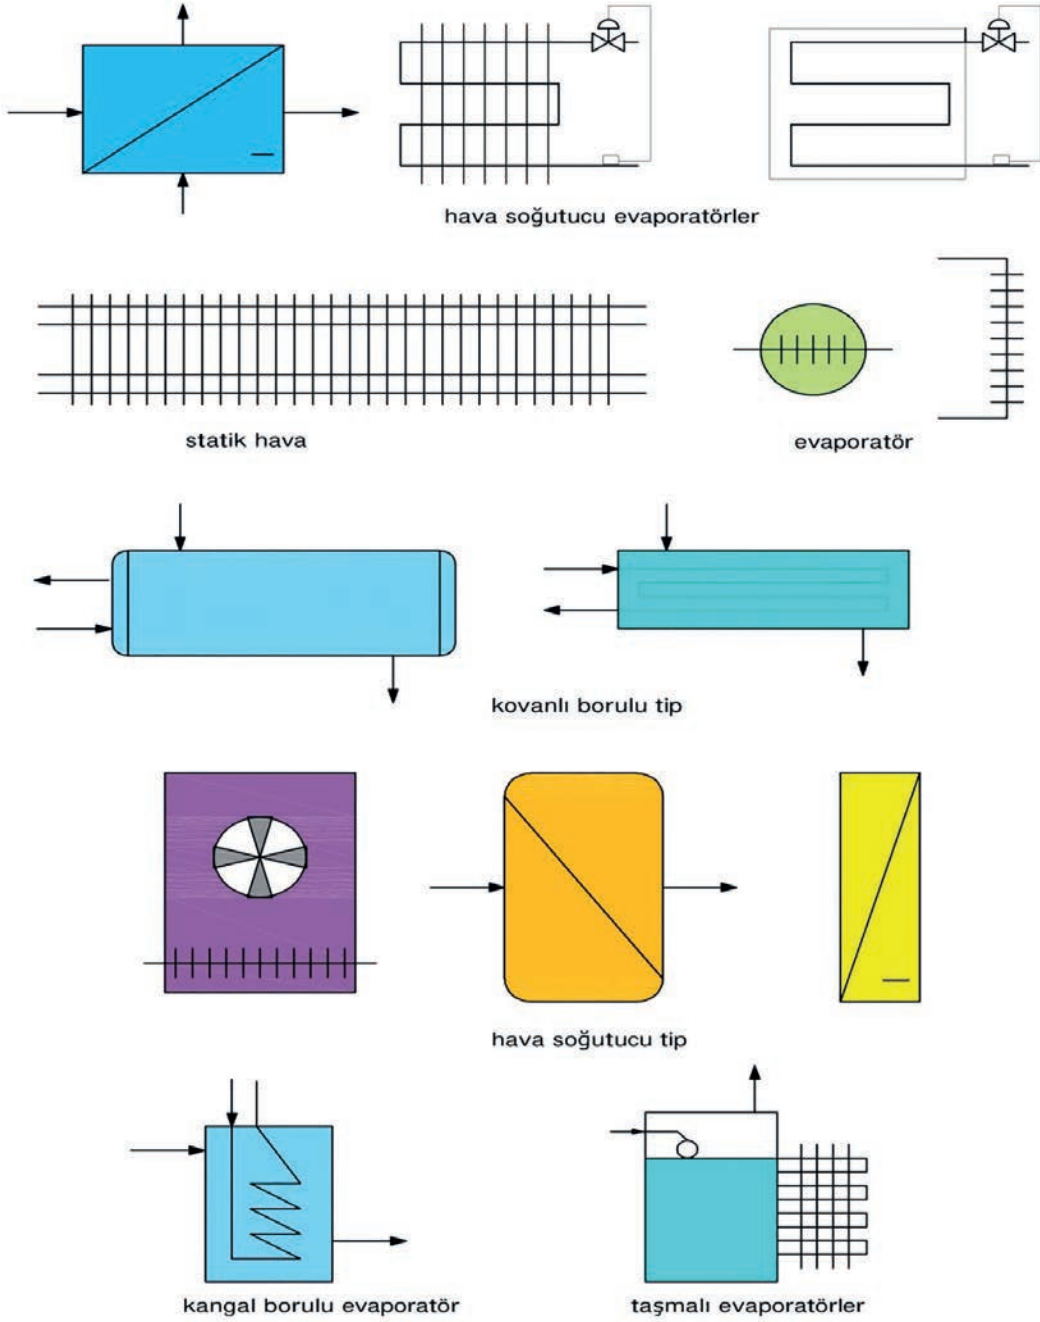 hava soğutucu evaporatörler
statik hava
evaporatör
kovanlı borulu tip
hava soğutucu tip
kangal borulu evaporatör
taşmalı evaporatörler